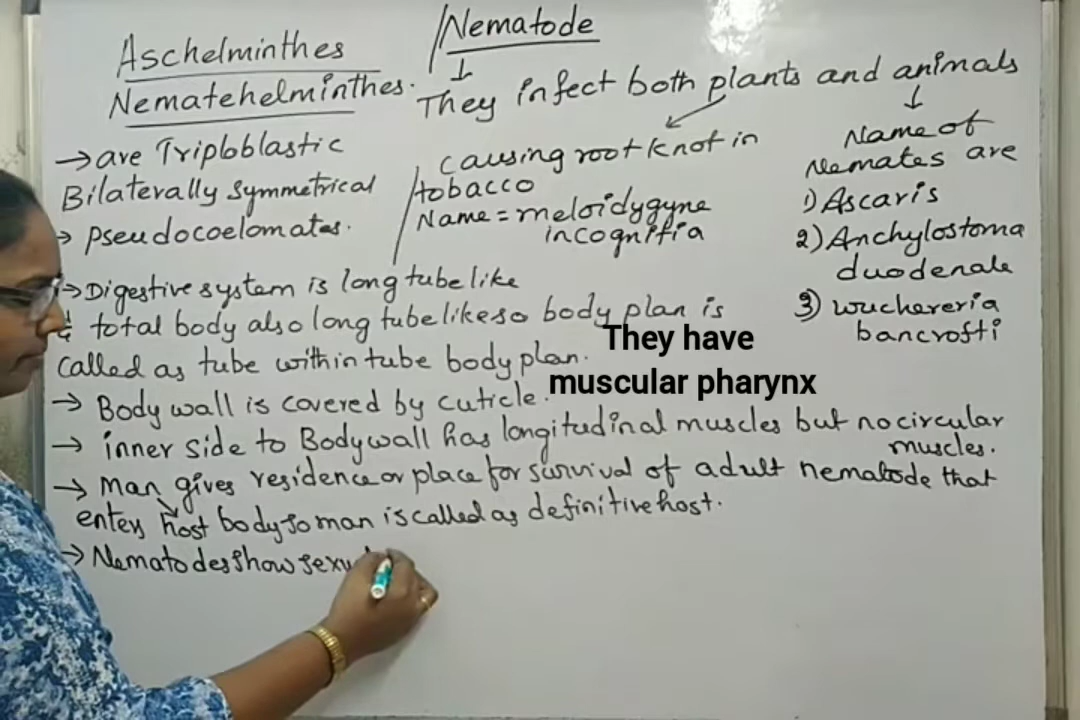 Aschelminthes
Nematehelminthes.
→ are Triploblastic
Bilaterally symmetrical
→ pseudocoelomates.
/Nematode
↓
They infect both plants and animals
causing root knot in
tobacco
Name = meloidygyne
incognitia
↓
Name of
Nemates are
1) Ascaris
2) Anchylostoma
duodenale
3) wuchereria
bancrofti
→ Digestive system is long tube like
& total body also long tube like so body plan is
called as tube within tube body plan.
They have
muscular pharynx
→ Body wall is covered by cuticle.
→ inner side to Body wall has longitudinal muscles but no circular
muscles.
→ man gives residence or place for survival of adult nematode that
enters host body so man is called as definitive host.
→ Nematodes show sexu